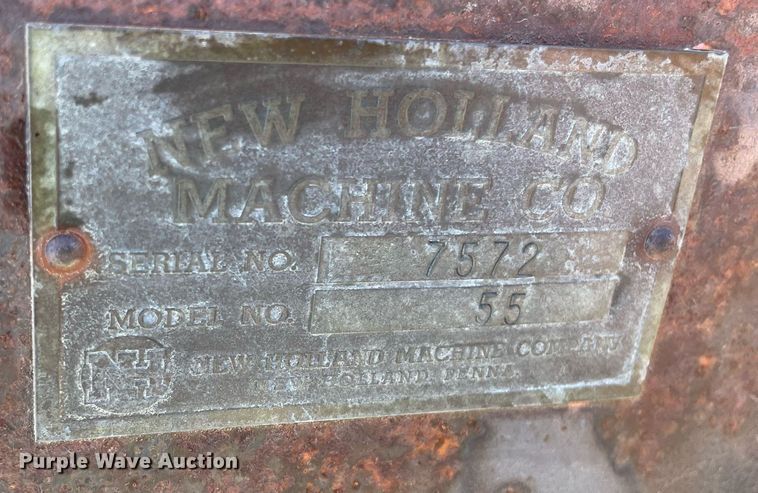 NEW HOLLAND
MACHINE CO
SERIAL NO. 7572
MODEL NO. 55
NH
NEW HOLLAND MACHINE COMPANY
NEW HOLLAND, PENNA.
Purple Wave Auction